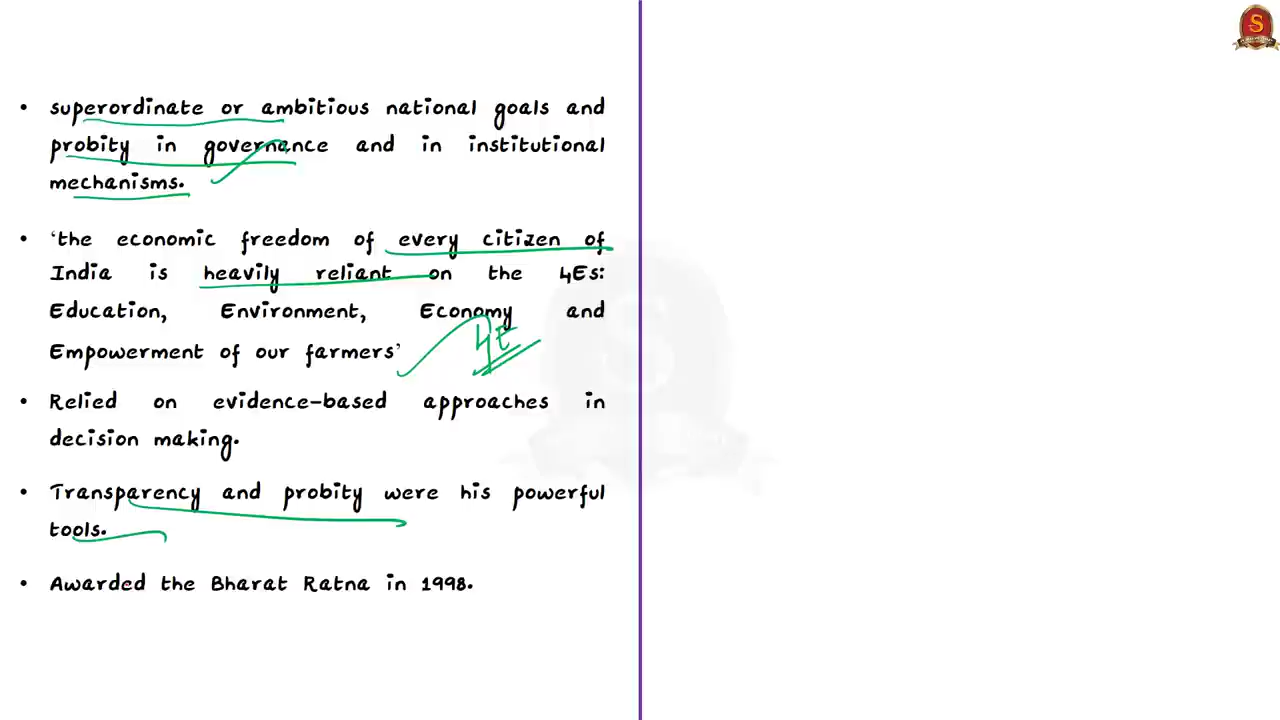 • superordinate or ambitious national goals and
probity in governance and in institutional
mechanisms.
• ‘the economic freedom of every citizen of
India is heavily reliant on the 4Es:
Education, Environment, Economy and
Empowerment of our farmers’
4E
• Relied on evidence-based approaches in
decision making.
• Transparency and probity were his powerful
tools.
• Awarded the Bharat Ratna in 1998.
S